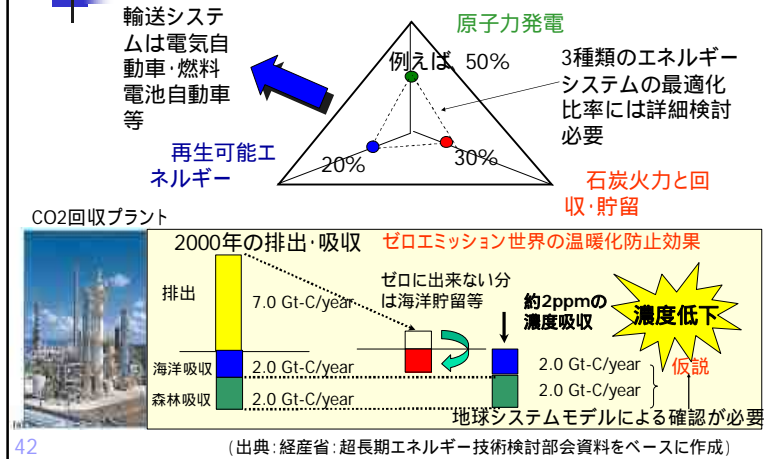 輸送システ
ムは電気自
動車・燃料
電池自動車
等
原子力発電
例えば、50%
3種類のエネルギー
システムの最適化
比率には詳細検討
必要
再生可能エ
ネルギー
20%
30%
石炭火力と回
収・貯留
CO2回収プラント
2000年の排出・吸収
ゼロエミッション世界の温暖化防止効果
排出
7.0 Gt-C/year
ゼロに出来ない分
は海洋貯留等
約2ppmの
濃度吸収
濃度低下
海洋吸収
2.0 Gt-C/year
2.0 Gt-C/year
仮説
森林吸収
2.0 Gt-C/year
2.0 Gt-C/year
地球システムモデルによる確認が必要
42
(出典:経産省:超長期エネルギー技術検討部会資料をベースに作成)